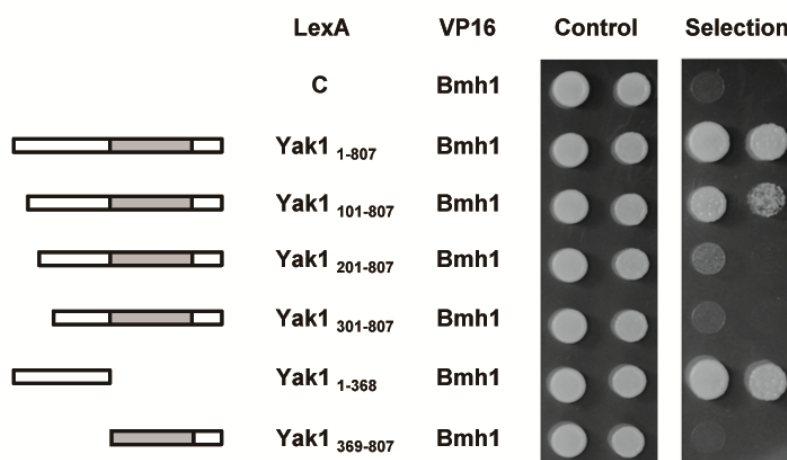 LexA VP16 Control Selection
C Bmh1
Yak1 1-807 Bmh1
Yak1 101-807 Bmh1
Yak1 201-807 Bmh1
Yak1 301-807 Bmh1
Yak1 1-368 Bmh1
Yak1 369-807 Bmh1